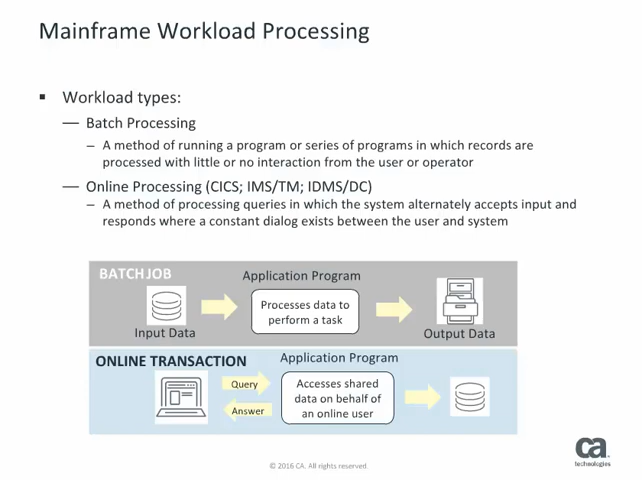 Mainframe Workload Processing
▪ Workload types:
— Batch Processing
– A method of running a program or series of programs in which records are
processed with little or no interaction from the user or operator
— Online Processing (CICS; IMS/TM; IDMS/DC)
– A method of processing queries in which the system alternately accepts input and
responds where a constant dialog exists between the user and system
BATCH JOB
Application Program
Processes data to
perform a task
Input Data
Output Data
ONLINE TRANSACTION
Application Program
Query
Answer
Accesses shared
data on behalf of
an online user
© 2016 CA. All rights reserved
ca
technologies